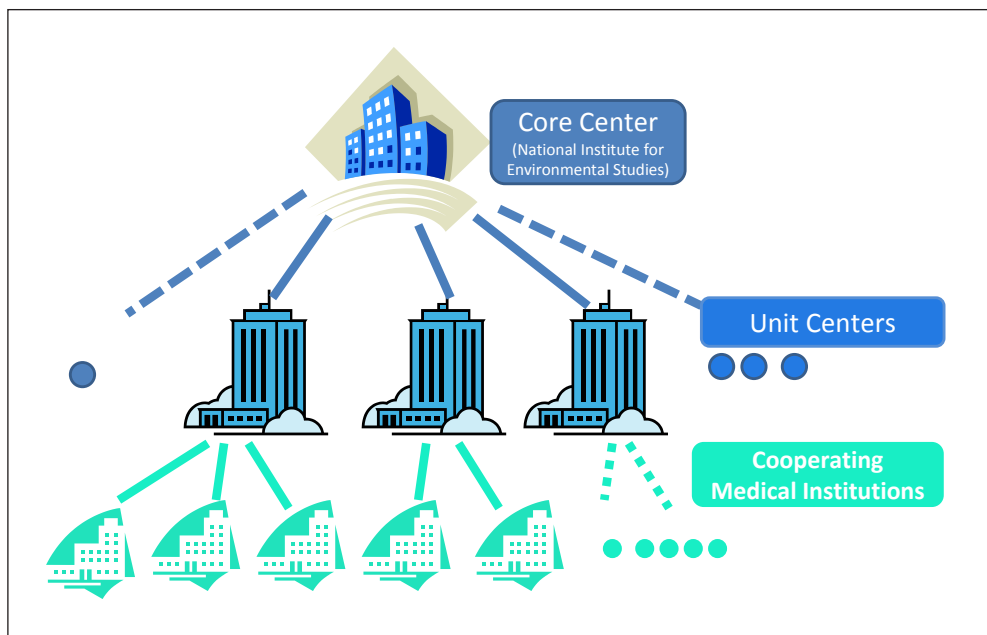 Core Center
(National Institute for
Environmental Studies)
Unit Centers
Cooperating
Medical Institutions